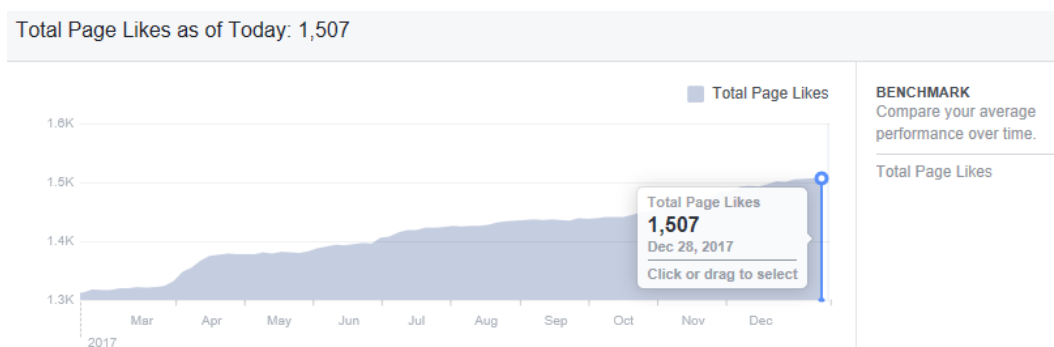 Total Page Likes as of Today: 1,507
Total Page Likes
BENCHMARK
Compare your average
performance over time.
Total Page Likes
1.6K
1.5K
1.4K
1.3K
Total Page Likes
1,507
Dec 28, 2017
Click or drag to select
Mar Apr May Jun Jul Aug Sep Oct Nov Dec
2017